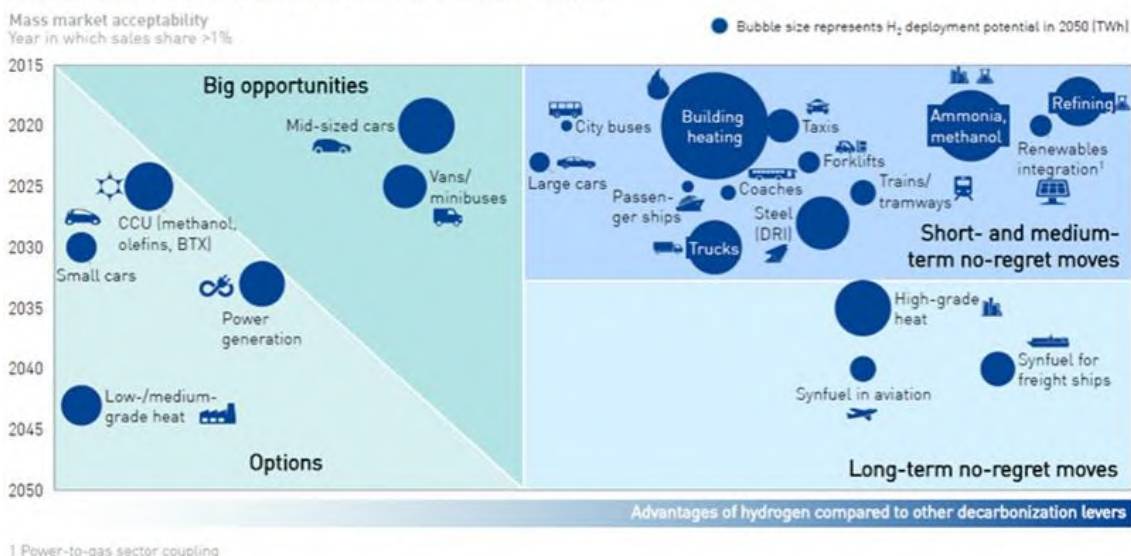 Mass market acceptability
Year in which sales share >1%
Bubble size represents H₂ deployment potential in 2050 (TWh)
2015
2020
2025
2030
2035
2040
2045
2050
Big opportunities
Mid-sized cars
Vans/
minibuses
CCU (methanol,
olefins, BTX)
Small cars
Power
generation
Low-/medium-
grade heat
Options
City buses
Building
heating
Taxis
Ammonia,
methanol
Refining
Large cars
Forklifts
Renewables
integration¹
Passen-
ger ships
Coaches
Trains/
tramways
Steel
(DRI)
Trucks
Short- and medium-
term no-regret moves
High-grade
heat
Synfuel for
freight ships
Synfuel in aviation
Long-term no-regret moves
Advantages of hydrogen compared to other decarbonization levers
1 Power-to-gas sector coupling